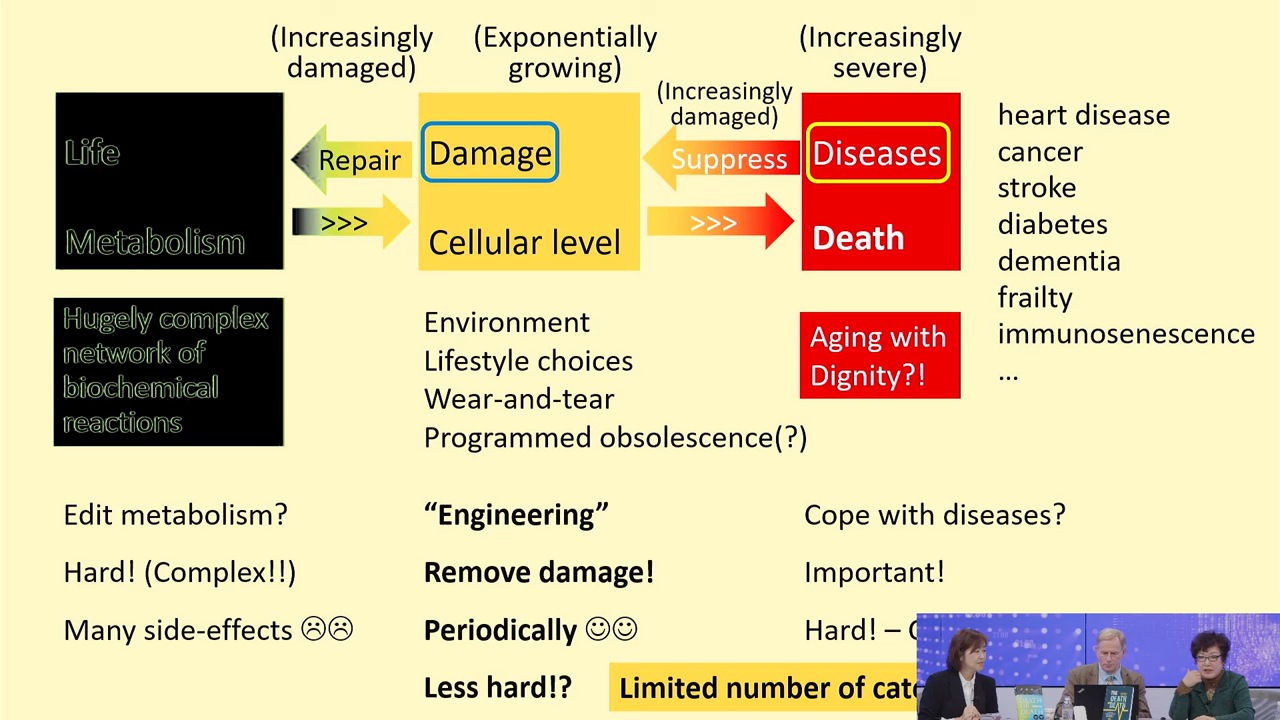 (Increasingly
damaged)
(Exponentially
growing)
(Increasingly
severe)
(Increasingly
damaged)
Life
Repair
Damage
Suppress
Diseases
Metabolism
>>>
Cellular level
>>>
Death
heart disease
cancer
stroke
diabetes
dementia
frailty
immunosenescence
...
Hugely complex
network of
biochemical
reactions
Environment
Lifestyle choices
Wear-and-tear
Programmed obsolescence(?)
Aging with
Dignity?!
Edit metabolism?
Hard! (Complex!!)
Many side-effects ☹☹
“Engineering”
Remove damage!
Periodically ☺☺
Less hard!?
Cope with diseases?
Important!
Hard! –
Limited number of
THE
DEATH
DEATH